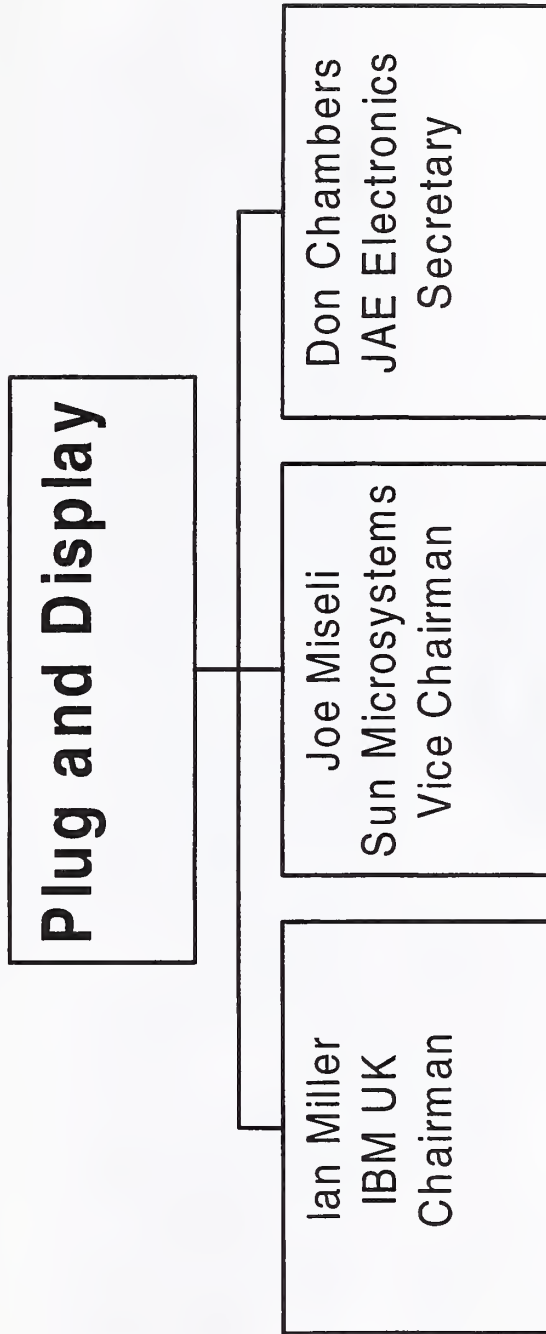 Plug and Display
Ian Miller
IBM UK
Chairman
Joe Miseli
Sun Microsystems
Vice Chairman
Don Chambers
JAE Electronics
Secretary